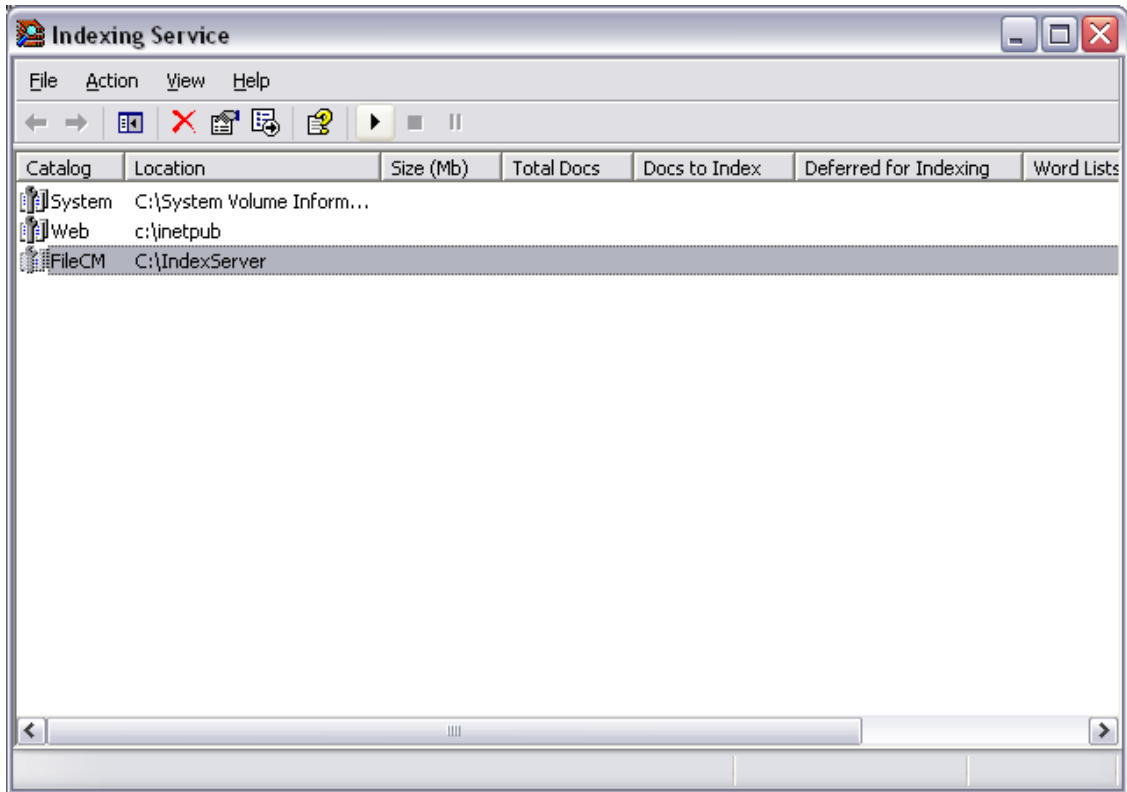 Indexing Service
File Action View Help
Catalog Location Size (Mb) Total Docs Docs to Index Deferred for Indexing Word Lists
System C:\System Volume Inform...
Web c:\inetpub
FileCM C:\IndexServer